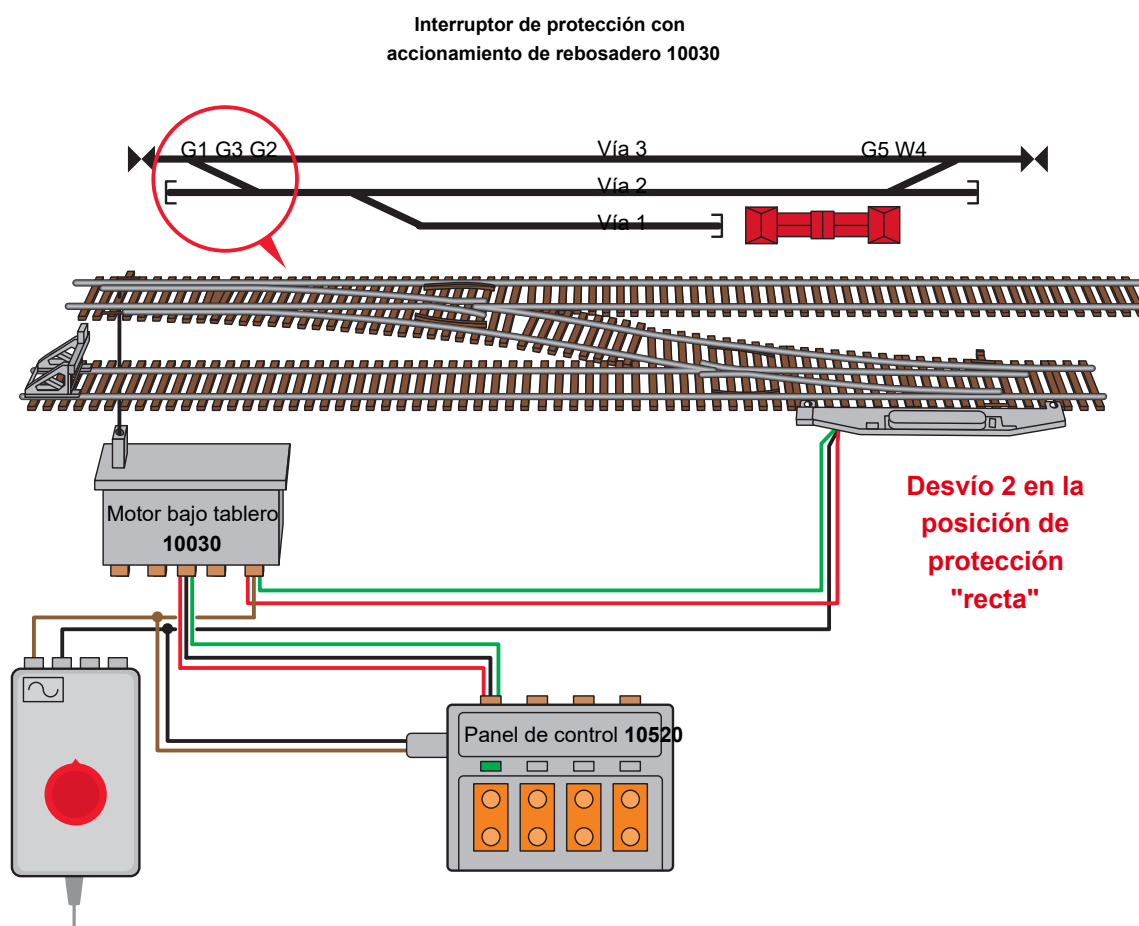 Interruptor de protección con
accionamiento de rebosadero 10030
G1 G3 G2
Vía 3
G5 W4
Vía 2
Vía 1
Motor bajo tablero
10030
Desvío 2 en la
posición de
protección
"recta"
Panel de control 10520